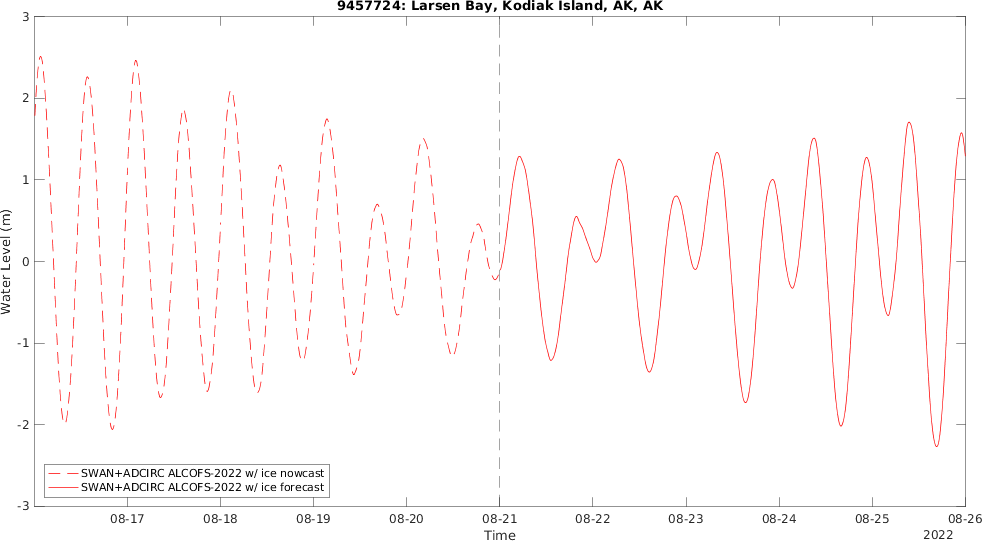 9457724: Larsen Bay, Kodiak Island, AK, AK
3
2
1
0
-1
-2
-3
Water Level (m)
SWAN+ADCIRC ALCOFS-2022 w/ ice nowcast
SWAN+ADCIRC ALCOFS-2022 w/ ice forecast
08-17 08-18 08-19 08-20 08-21 08-22 08-23 08-24 08-25 08-26
Time
2022